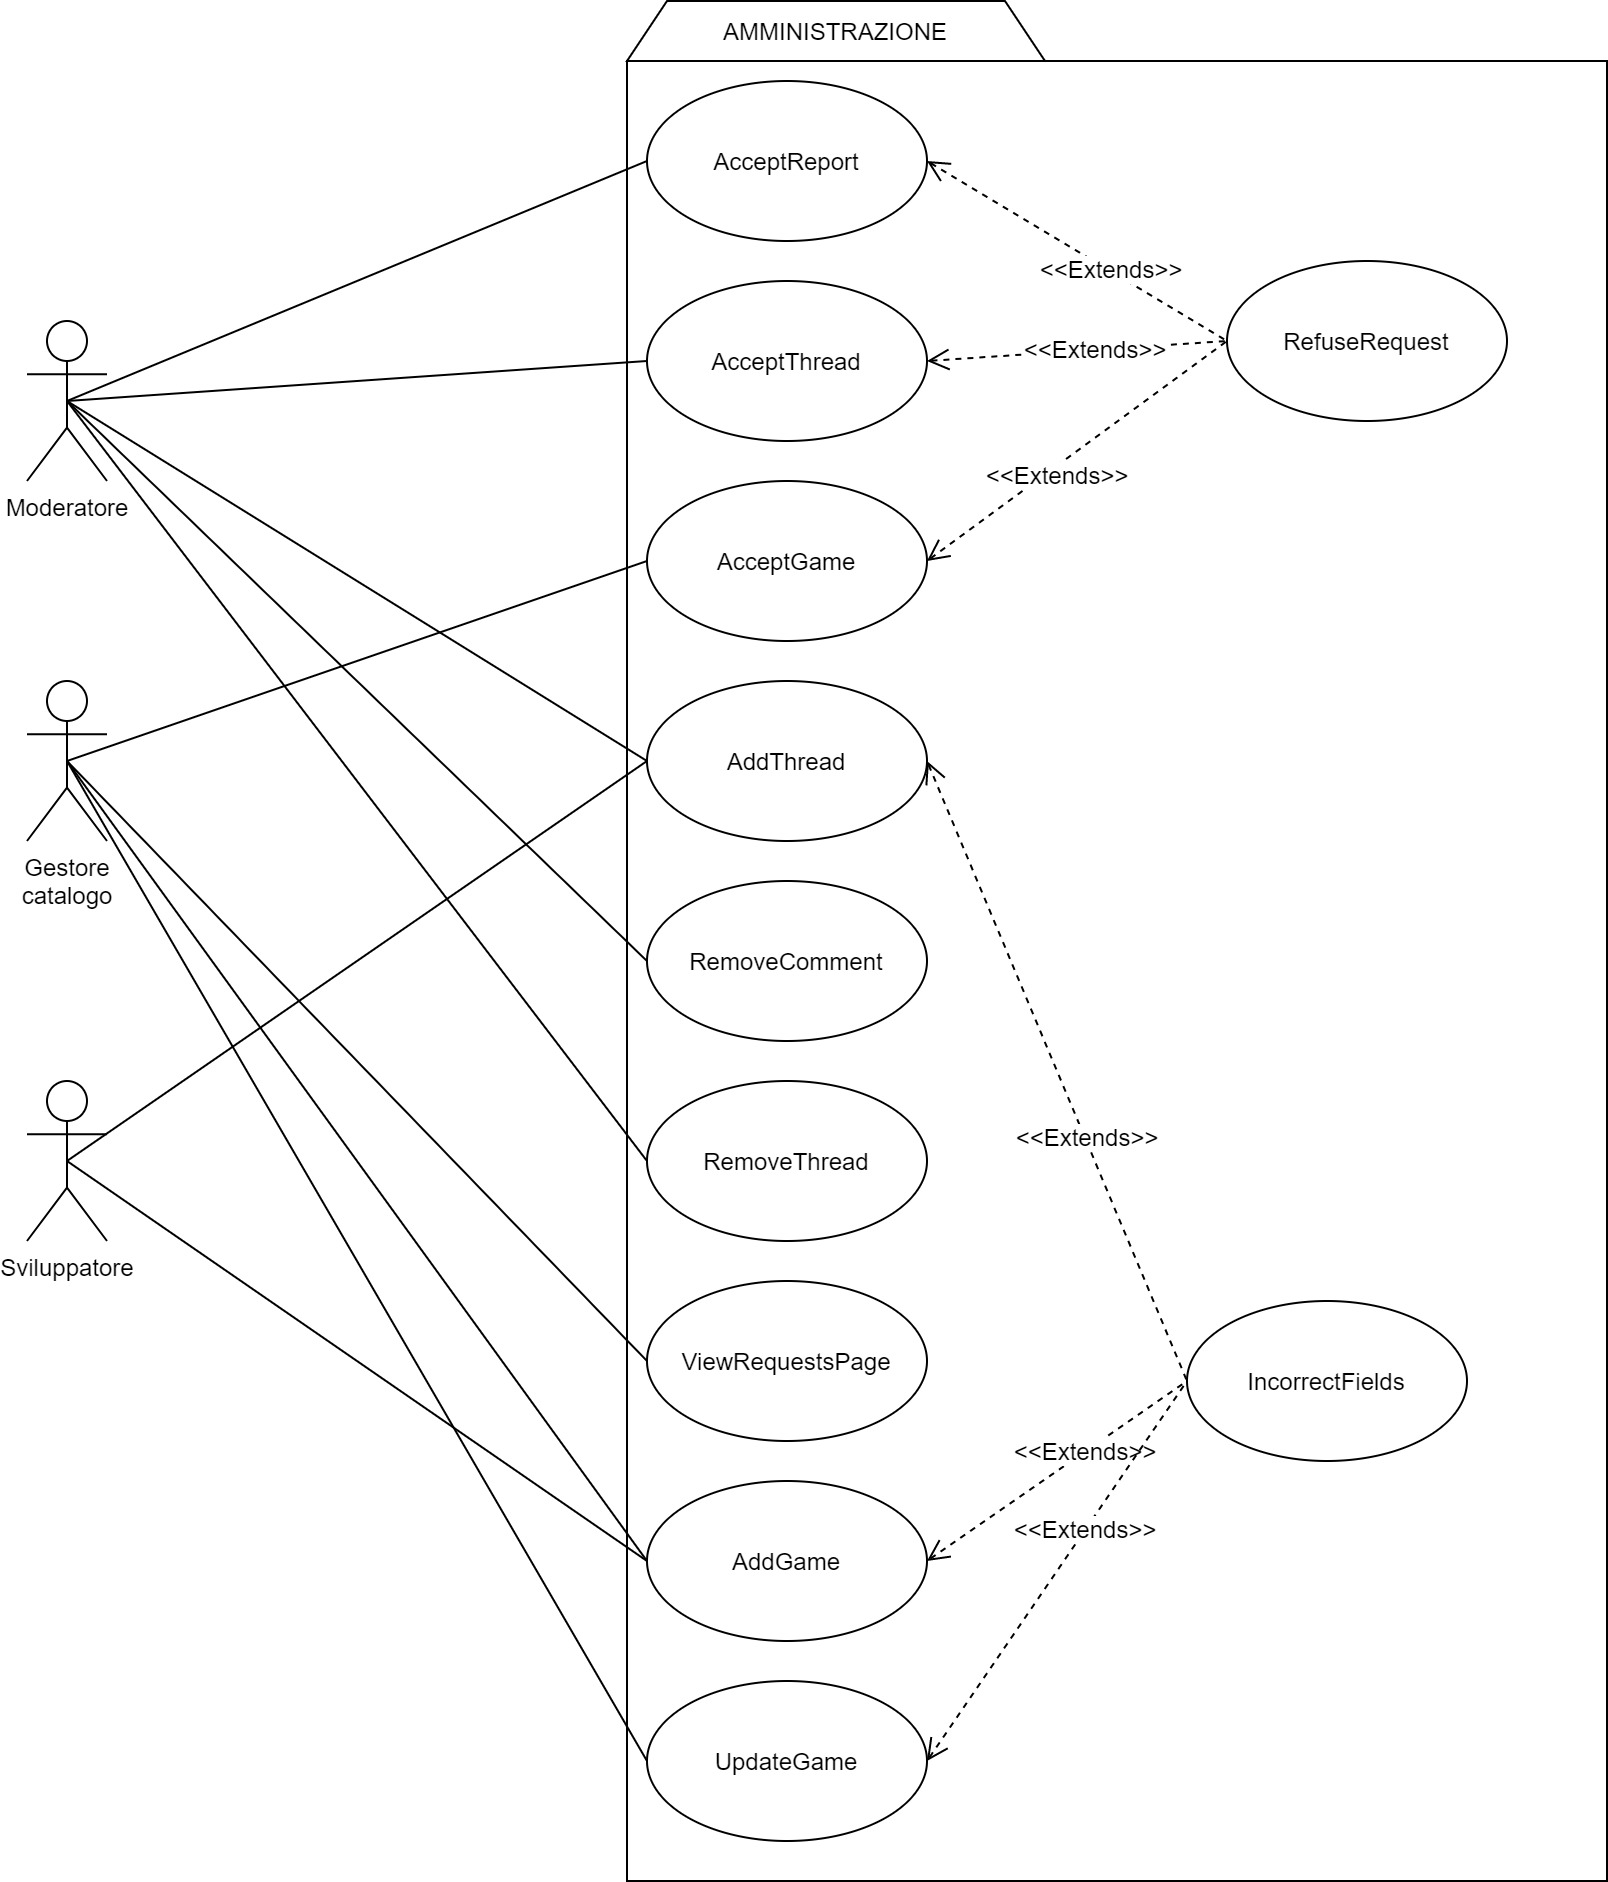 AMMINISTRAZIONE
AcceptReport
<<Extends>>
RefuseRequest
<<Extends>>
AcceptThread
<<Extends>>
Moderatore
AcceptGame
AddThread
Gestore
catalogo
RemoveComment
<<Extends>>
RemoveThread
Sviluppatore
ViewRequestsPage
IncorrectFields
<<Extends>>
<<Extends>>
AddGame
UpdateGame